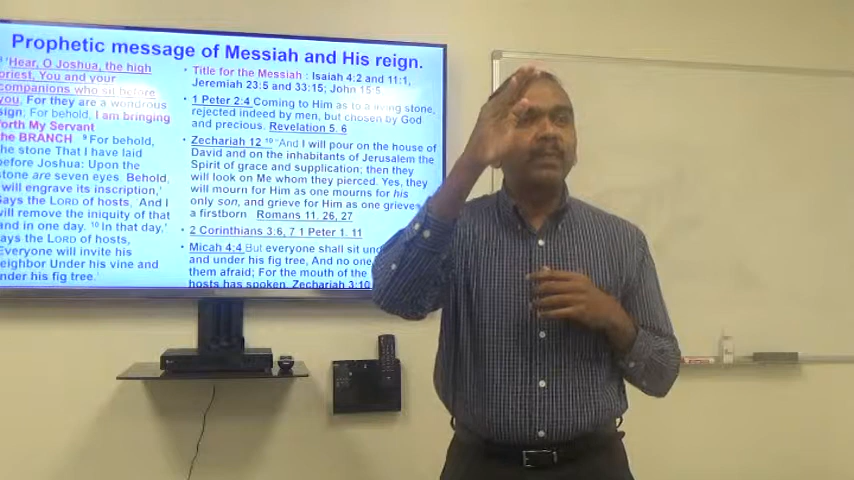 Prophetic message of Messiah and His reign.
'Hear, O Joshua, the high
priest, You and your
companions who sit before
you, For they are a wondrous
sign; For behold, I am bringing
forth My Servant
the BRANCH. ⁹ For behold,
the stone That I have laid
before Joshua: Upon the
stone are seven eyes. Behold,
I will engrave its inscription,'
Says the LORD of hosts, 'And I
will remove the iniquity of that
land in one day. ¹⁰ In that day,'
says the LORD of hosts,
'Everyone will invite his
neighbor Under his vine and
under his fig tree.'
• Title for the Messiah : Isaiah 4:2 and 11:1,
Jeremiah 23:5 and 33:15; John 15:5
• 1 Peter 2:4 Coming to Him as to a living stone,
rejected indeed by men, but chosen by God
and precious. Revelation 5. 6
• Zechariah 12 ¹⁰ "And I will pour on the house of
David and on the inhabitants of Jerusalem the
Spirit of grace and supplication; then they
will look on Me whom they pierced. Yes, they
will mourn for Him as one mourns for his
only son, and grieve for Him as one grieves
a firstborn Romans 11. 26, 27
• 2 Corinthians 3:6, 7 1 Peter 1. 11
• Micah 4:4 But everyone shall sit under
under his fig tree, And no one
them afraid; For the mouth of the
hosts has spoken. Zechariah 3:10